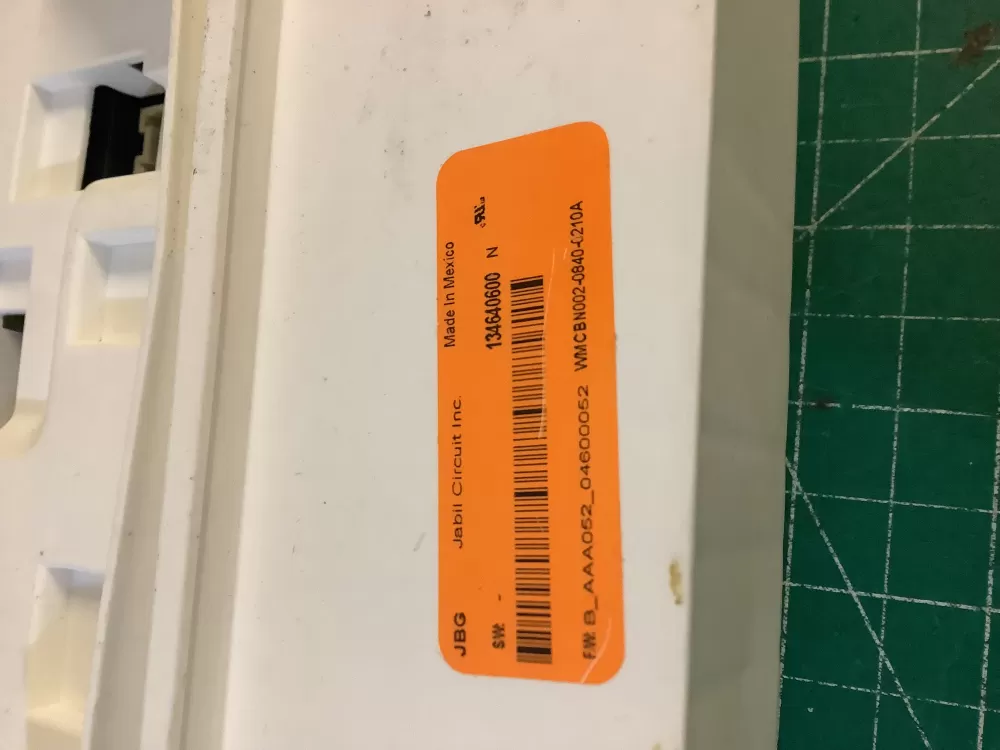 JBG Jabil Circuit Inc. Made In Mexico
SW: - 134640600 N
F.W: B_AAA052_04600052 WMCBN002-0840-0210A